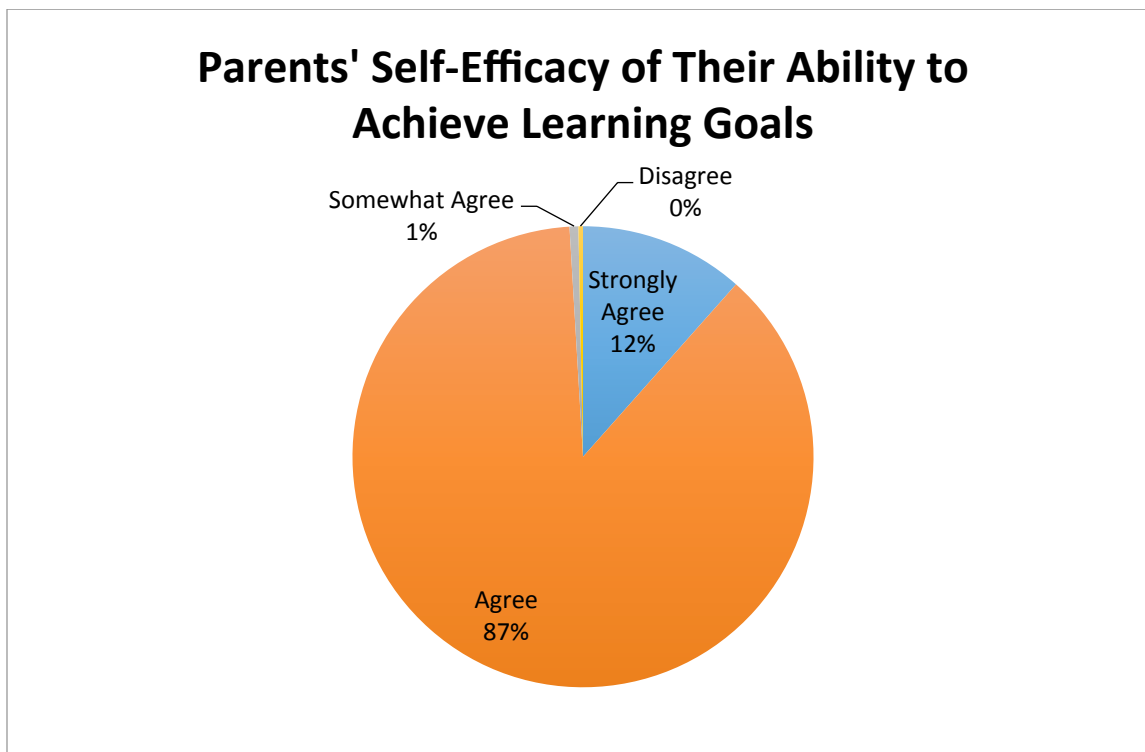 Parents' Self-Efficacy of Their Ability to
Achieve Learning Goals
Disagree
0%
Somewhat Agree
1%
Strongly
Agree
12%
Agree
87%